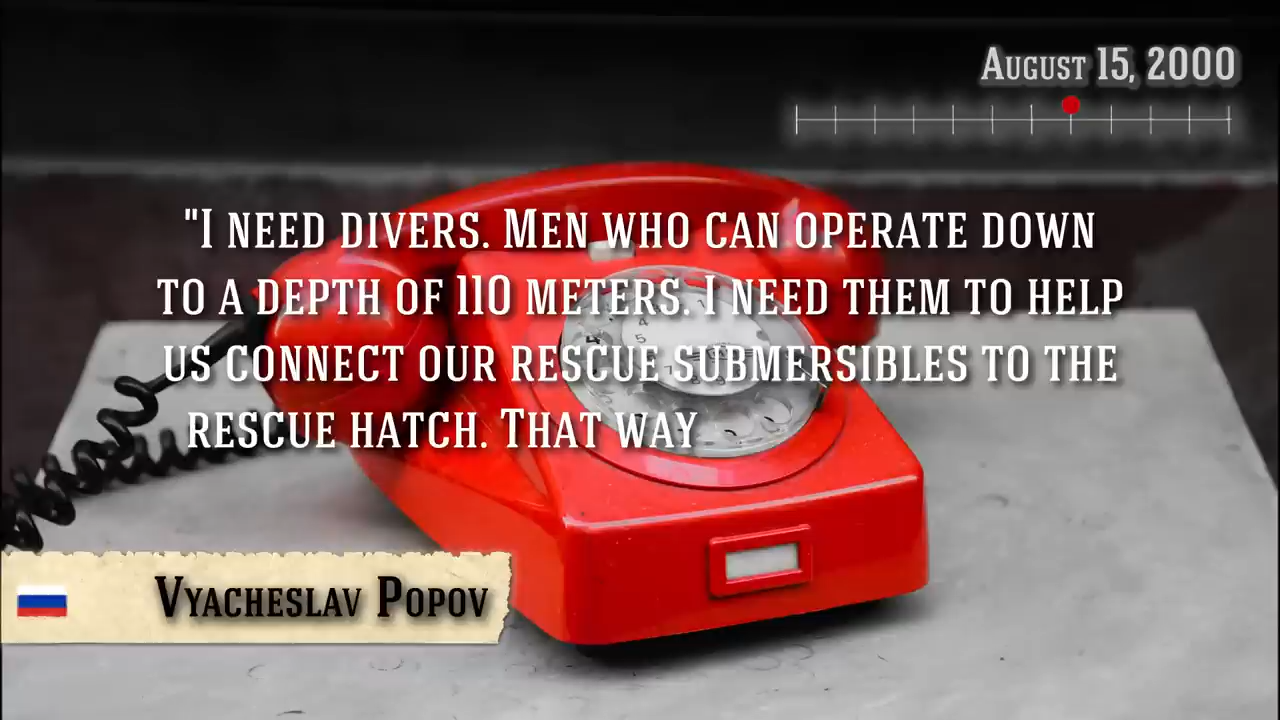 August 15, 2000
"I need divers. Men who can operate down
to a depth of 110 meters. I need them to help
us connect our rescue submersibles to the
rescue hatch. That way
Vyacheslav Popov